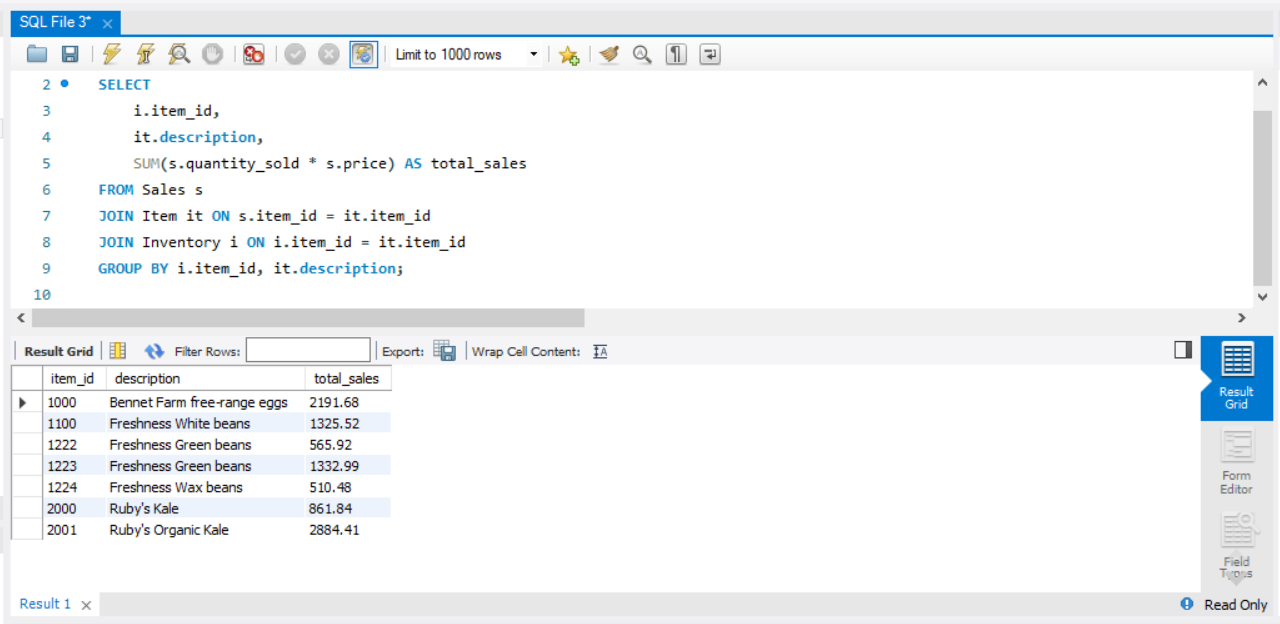 SQL File 3*
Limit to 1000 rows
2 SELECT
3 i.item_id,
4 it.description,
5 SUM(s.quantity_sold * s.price) AS total_sales
6 FROM Sales s
7 JOIN Item it ON s.item_id = it.item_id
8 JOIN Inventory i ON i.item_id = it.item_id
9 GROUP BY i.item_id, it.description;
10
Result Grid Filter Rows: Export: Wrap Cell Content:
item_id description total_sales
1000 Bennet Farm free-range eggs 2191.68
1100 Freshness White beans 1325.52
1222 Freshness Green beans 565.92
1223 Freshness Green beans 1332.99
1224 Freshness Wax beans 510.48
2000 Ruby's Kale 861.84
2001 Ruby's Organic Kale 2884.41
Result
Grid
Form
Editor
Field
Types
Result 1
Read Only